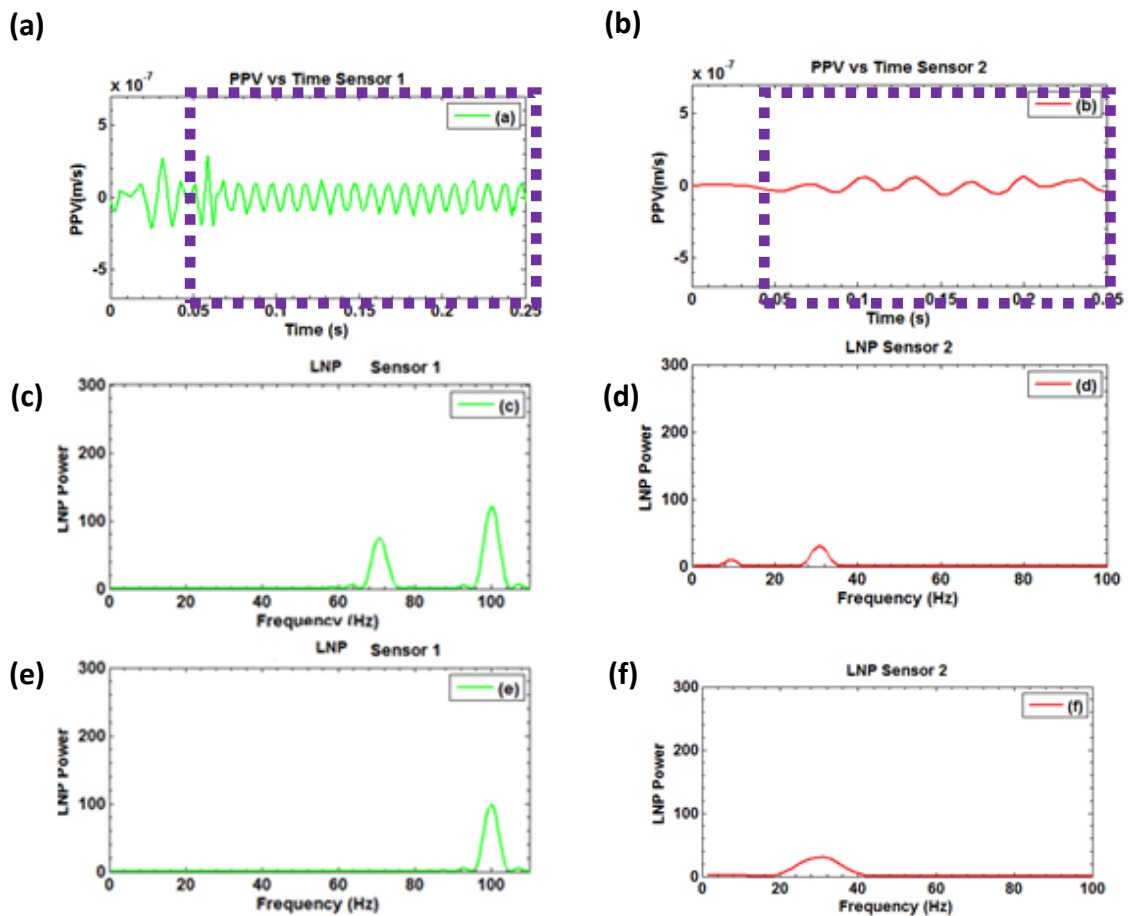 (a)
PPV vs Time Sensor 1
x 10^-7
(a)
5
0
-5
PPV(m/s)
0 0.05 0.1 0.15 0.2 0.25
Time (s)
(b)
PPV vs Time Sensor 2
x 10^-7
(b)
5
0
-5
PPV(m/s)
0 0.05 0.1 0.15 0.2 0.25
Time (s)
(c)
LNP Sensor 1
(c)
300
200
100
0
LNP Power
0 20 40 60 80 100
Frequency (Hz)
(d)
LNP Sensor 2
(d)
300
200
100
0
LNP Power
0 20 40 60 80 100
Frequency (Hz)
(e)
LNP Sensor 1
(e)
300
200
100
0
LNP Power
0 20 40 60 80 100
Frequency (Hz)
(f)
LNP Sensor 2
(f)
300
200
100
0
LNP Power
0 20 40 60 80 100
Frequency (Hz)